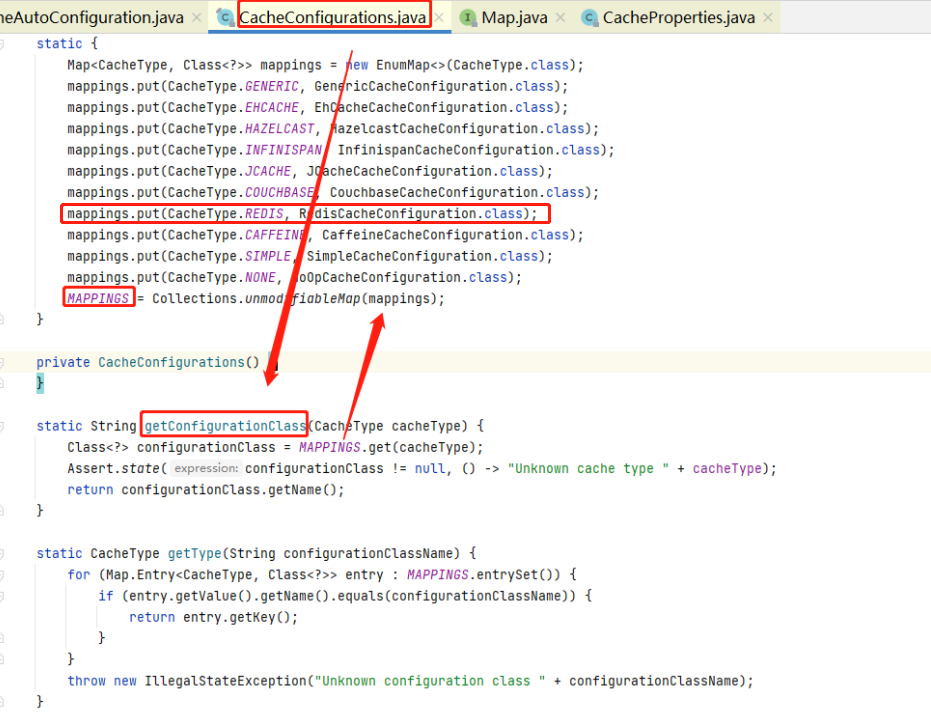 heAutoConfiguration.java × CacheConfigurations.java × Map.java × CacheProperties.java ×
static {
Map<CacheType, Class<?>> mappings = new EnumMap<>(CacheType.class);
mappings.put(CacheType.GENERIC, GenericCacheConfiguration.class);
mappings.put(CacheType.EHCACHE, EhCacheCacheConfiguration.class);
mappings.put(CacheType.HAZELCAST, HazelcastCacheConfiguration.class);
mappings.put(CacheType.INFINISPAN, InfinispanCacheConfiguration.class);
mappings.put(CacheType.JCACHE, JCacheCacheConfiguration.class);
mappings.put(CacheType.COUCHBASE, CouchbaseCacheConfiguration.class);
mappings.put(CacheType.REDIS, RedisCacheConfiguration.class);
mappings.put(CacheType.CAFFEINE, CaffeineCacheConfiguration.class);
mappings.put(CacheType.SIMPLE, SimpleCacheConfiguration.class);
mappings.put(CacheType.NONE, NoOpCacheConfiguration.class);
MAPPINGS = Collections.unmodifiableMap(mappings);
}
private CacheConfigurations() {
}
static String getConfigurationClass(CacheType cacheType) {
Class<?> configurationClass = MAPPINGS.get(cacheType);
Assert.state( expression: configurationClass != null, () -> "Unknown cache type " + cacheType);
return configurationClass.getName();
}
static CacheType getType(String configurationClassName) {
for (Map.Entry<CacheType, Class<?>> entry : MAPPINGS.entrySet()) {
if (entry.getValue().getName().equals(configurationClassName)) {
return entry.getKey();
}
}
throw new IllegalStateException("Unknown configuration class " + configurationClassName);
}